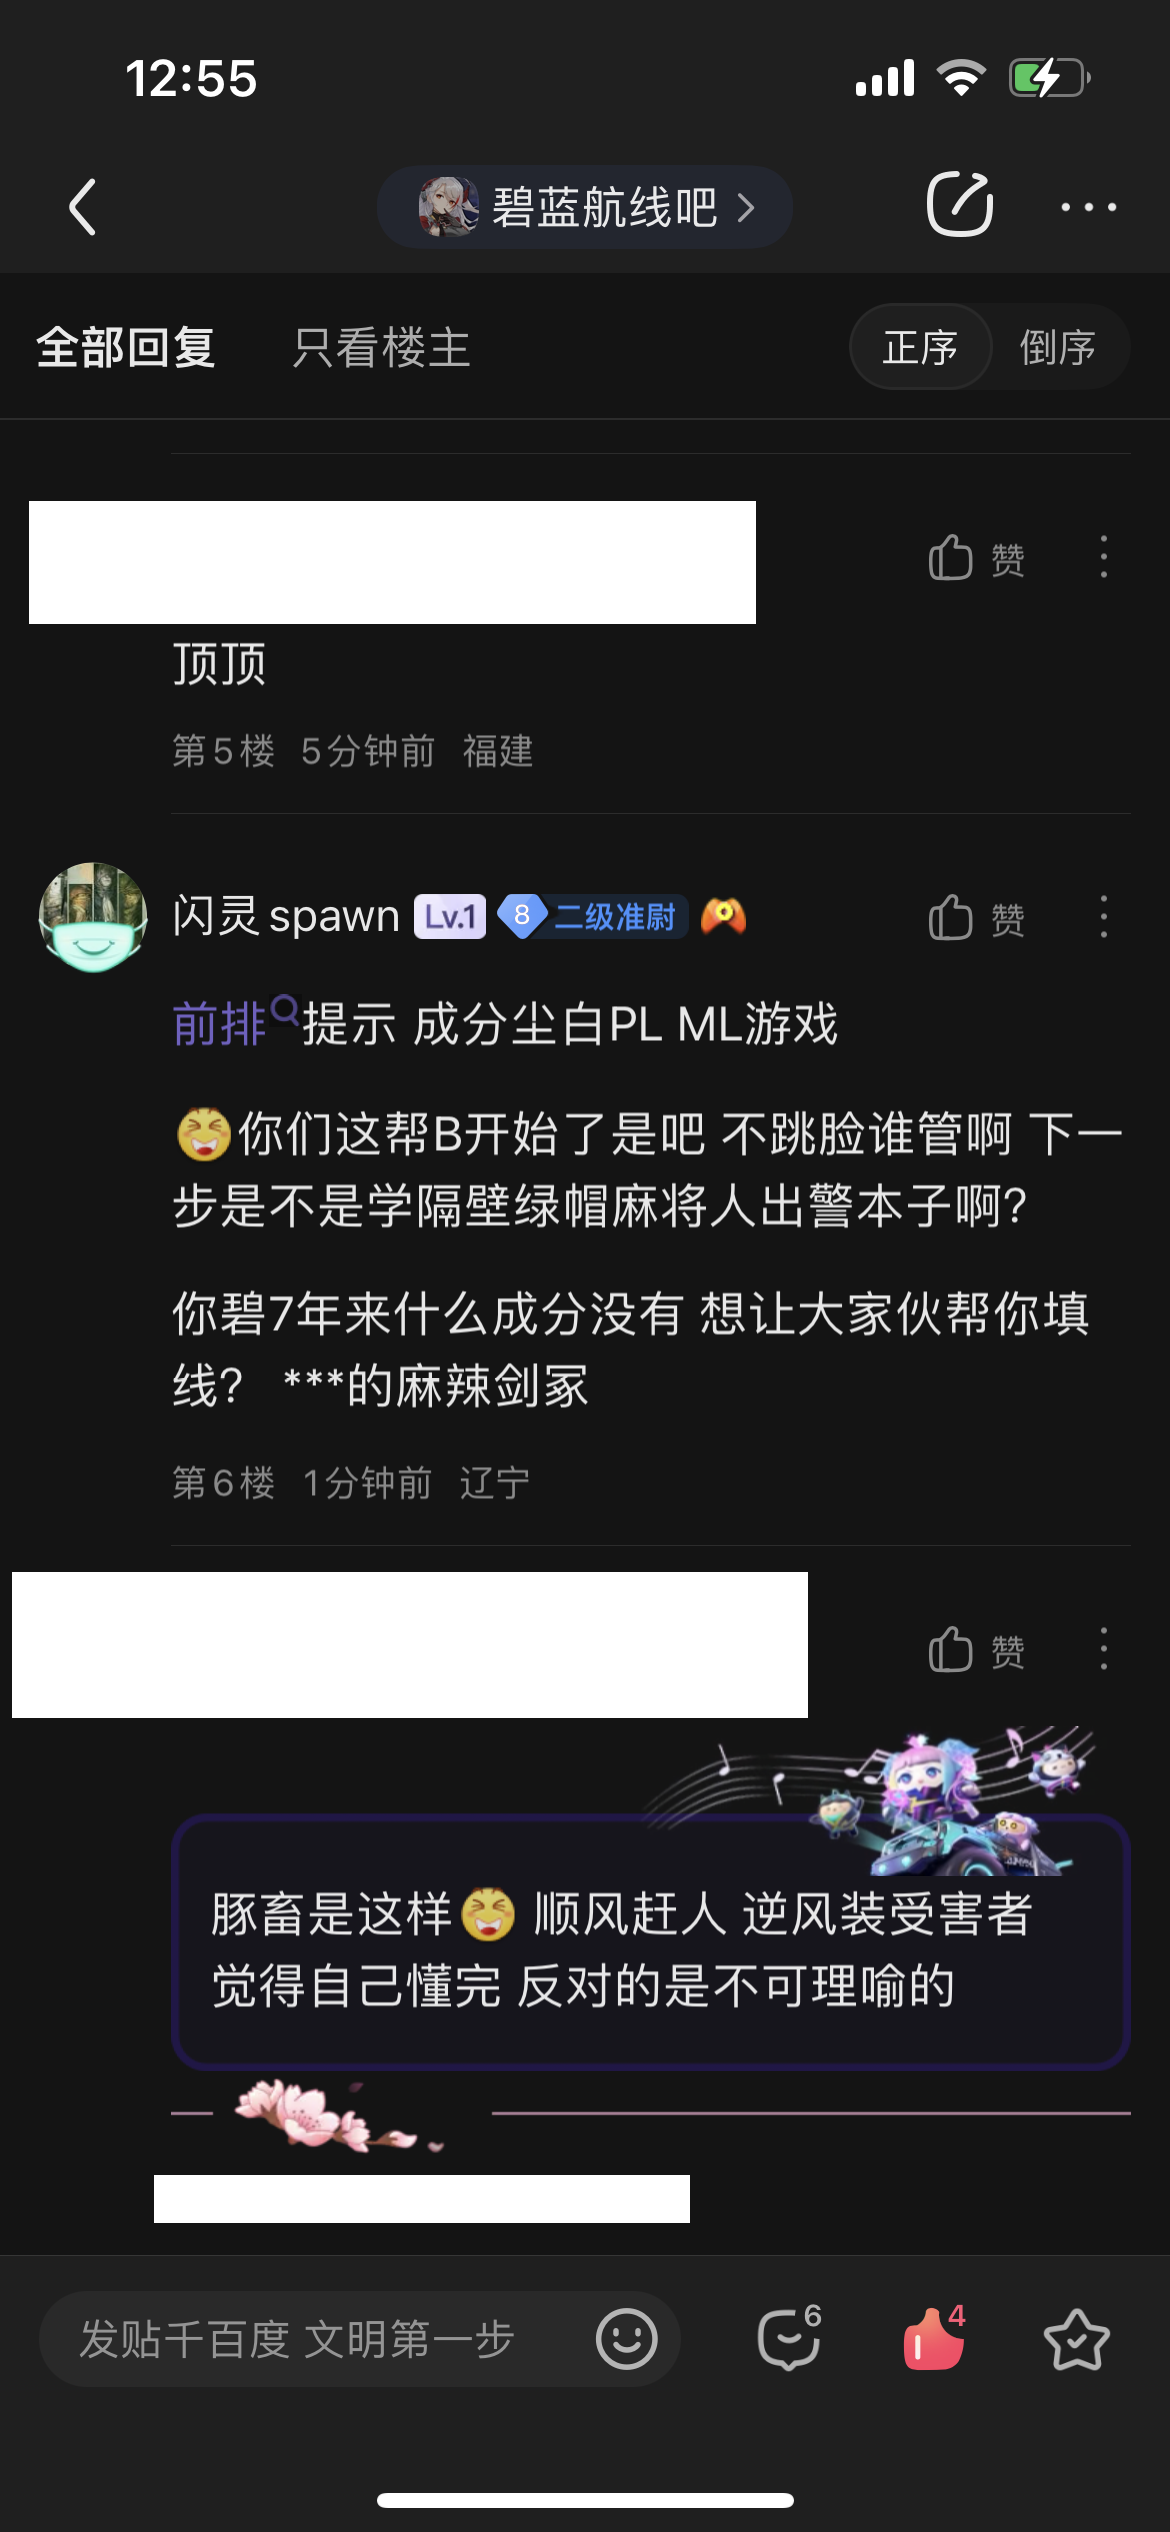 12:55
碧蓝航线吧
全部回复 只看楼主 正序 倒序
赞
顶顶
第5楼 5分钟前 福建
闪灵spawn Lv.1 8 二级准尉 赞
前排提示 成分尘白PL ML游戏
你们这帮B开始了是吧 不跳脸谁管啊 下一
步是不是学隔壁绿帽麻将人出警本子啊?
你碧7年来什么成分没有 想让大家伙帮你填
线? ***的麻辣剑冢
第6楼 1分钟前 辽宁
赞
豚畜是这样 顺风赶人 逆风装受害者
觉得自己懂完 反对的是不可理喻的
发贴千百度 文明第一步 6 4